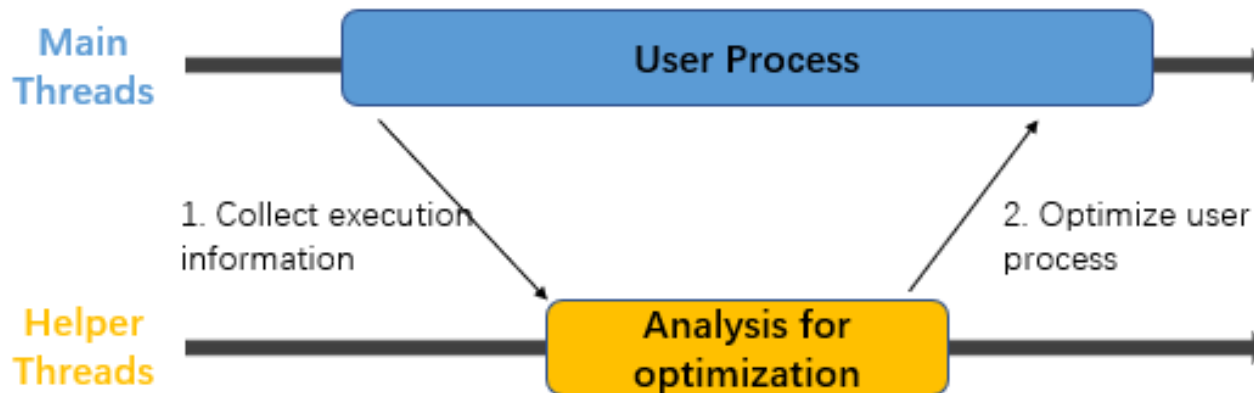 Main
Threads
User Process
1. Collect execution
information
2. Optimize user
process
Helper
Threads
Analysis for
optimization